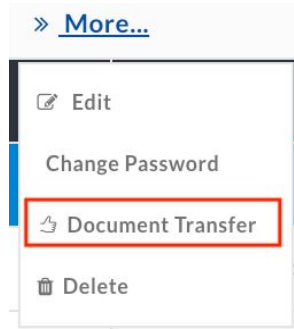 » More...
Edit
Change Password
Document Transfer
Delete